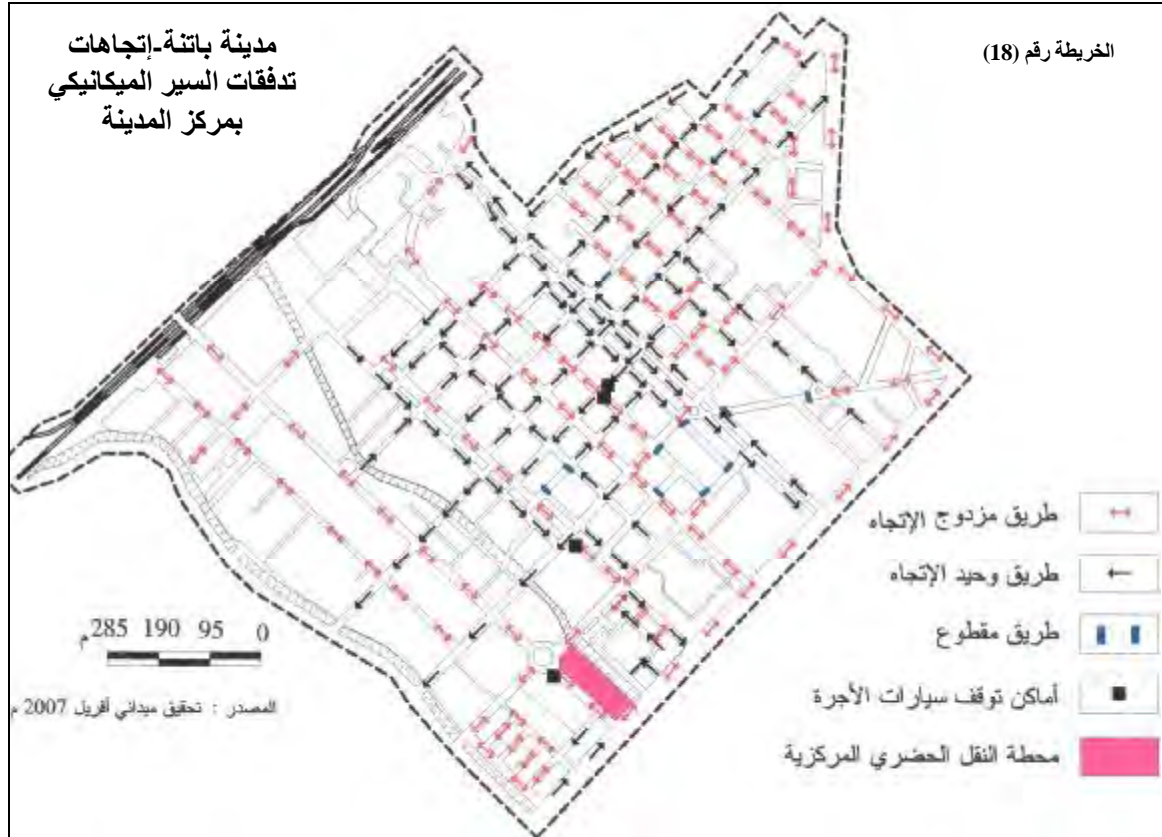 الخريطة رقم (18)
مدينة باتنة-إتجاهات
تدفقات السير الميكانيكي
بمركز المدينة
طريق مزدوج الإتجاه
طريق وحيد الإتجاه
طريق مقطوع
أماكن توقف سيارات الأجرة
محطة النقل الحضري المركزية
285 190 95 0 م
المصدر : تحقيق ميداني أفريل 2007 م